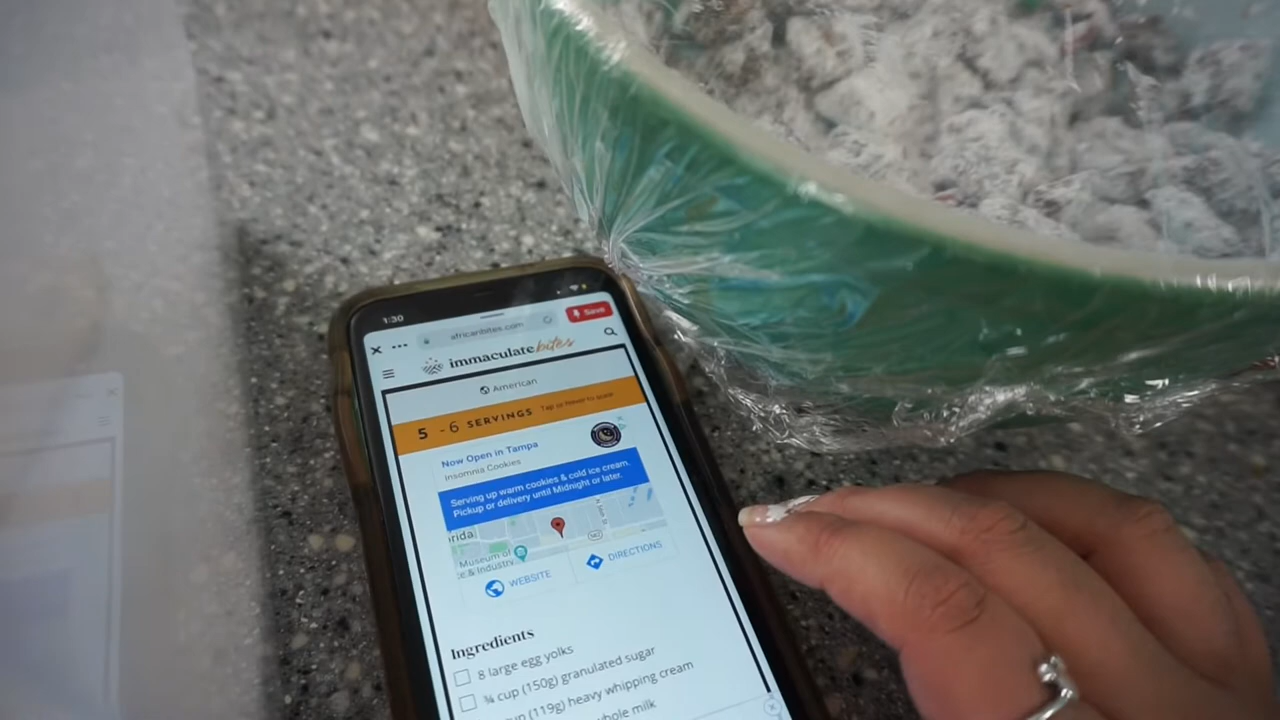 1:30
africanbites.com
Save
immaculate bites
American
5 - 6 SERVINGS Tap or hover to scale
Now Open in Tampa
Insomnia Cookies
Serving up warm cookies & cold ice cream.
Pickup or delivery until Midnight or later.
rida
Museum of
ce & Industry
WEBSITE
DIRECTIONS
Ingredients
8 large egg yolks
¾ cup (150g) granulated sugar
cup (119g) heavy whipping cream
whole milk